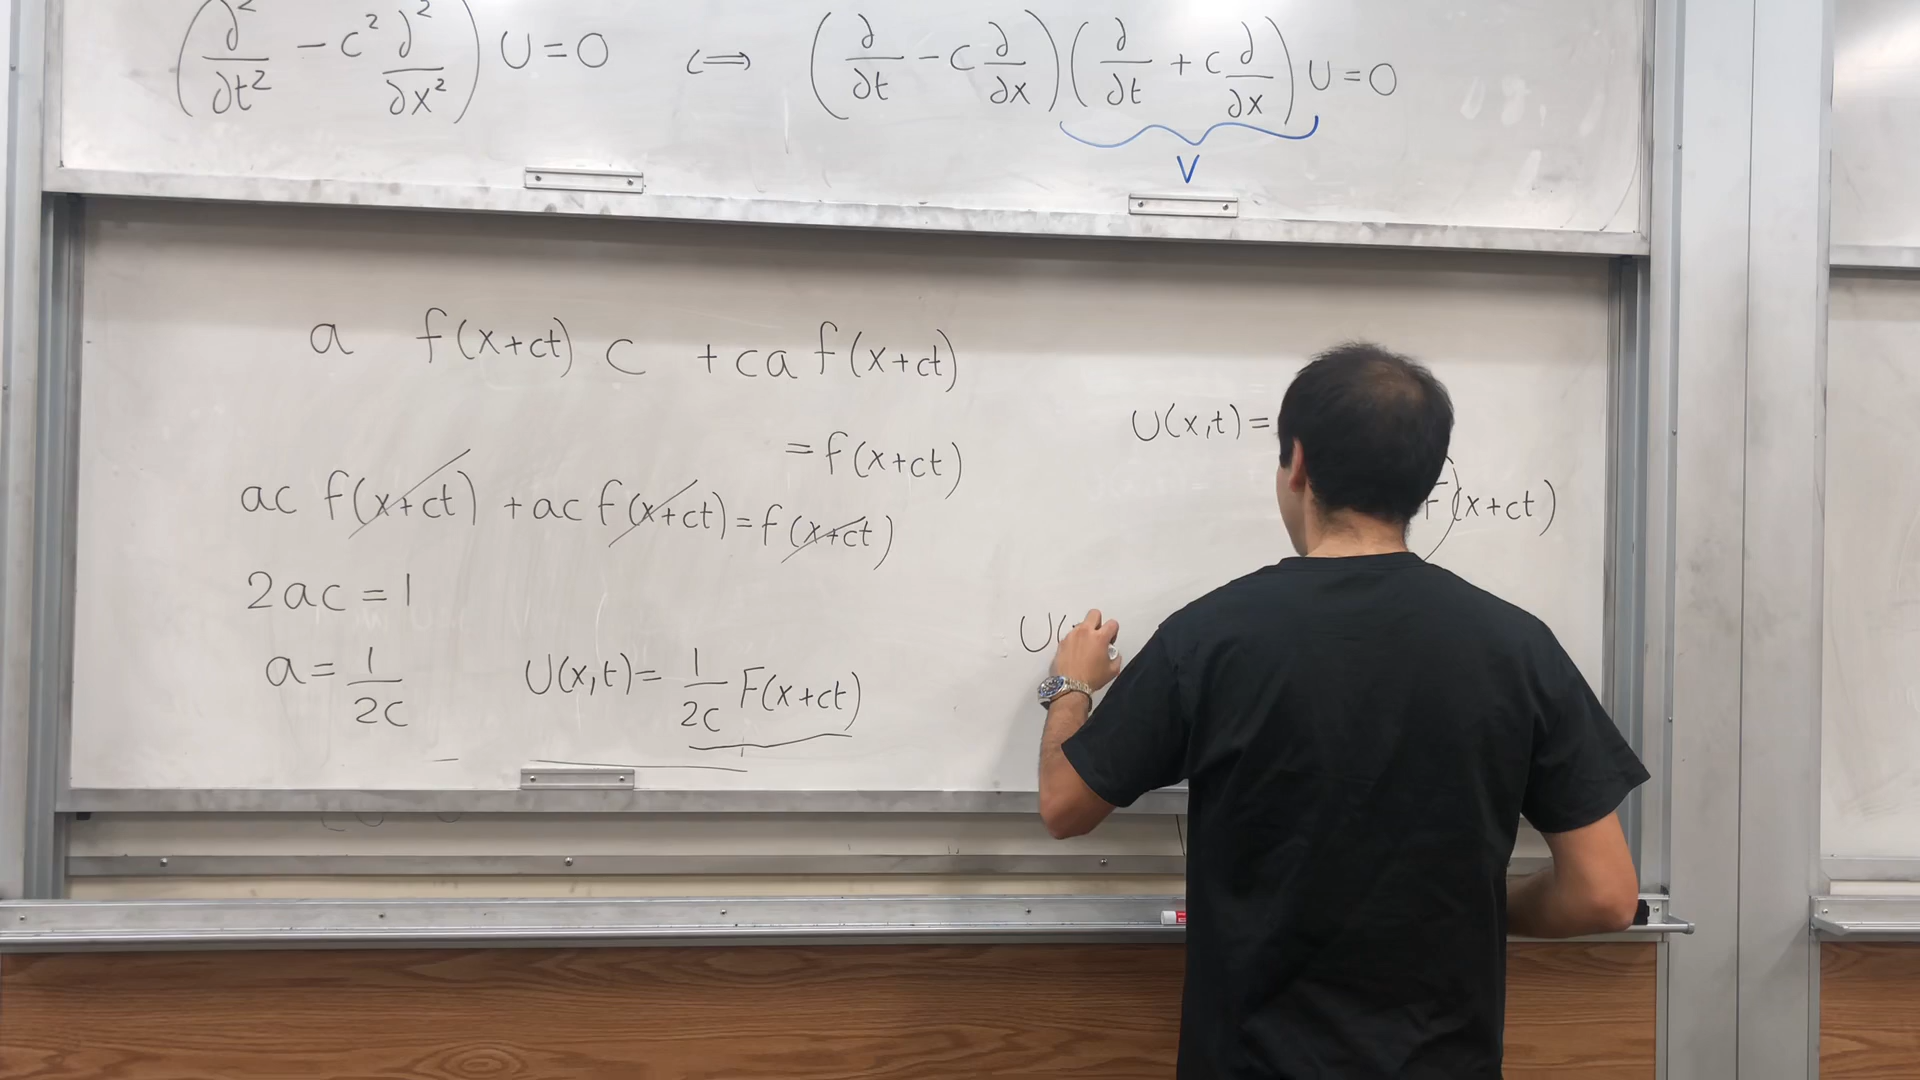 (∂²/∂t² − c² ∂²/∂x²) U = 0 ⟺ (∂/∂t − c ∂/∂x)(∂/∂t + c ∂/∂x) U = 0
V
a f(x+ct) c + ca f(x+ct)
= f(x+ct)
ac f(x+ct) + ac f(x+ct) = f(x+ct)
2ac = 1
a = 1/2c U(x,t) = 1/2c F(x+ct)
U(x,t) =
F(x+ct)
U(